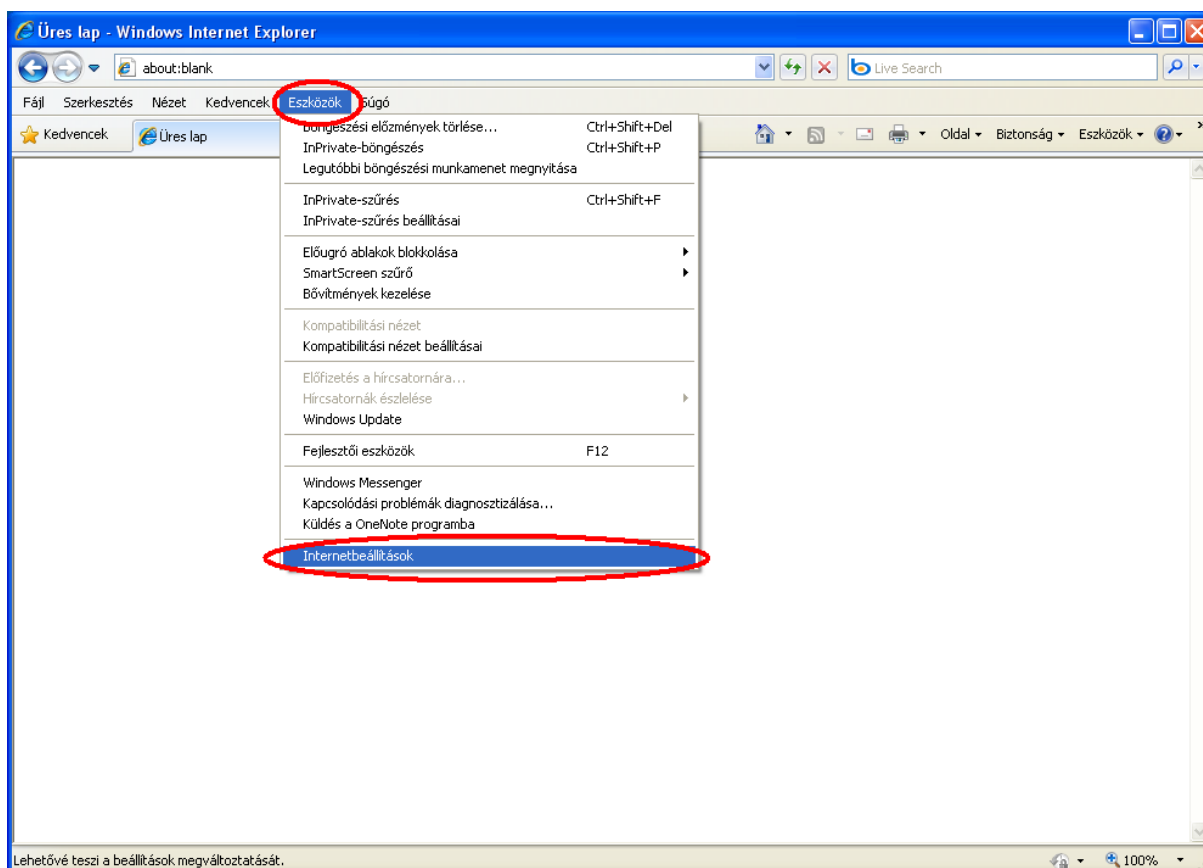 Üres lap - Windows Internet Explorer
about:blank
Live Search
Fájl Szerkesztés Nézet Kedvencek Eszközök Súgó
Kedvencek Üres lap Oldal Biztonság Eszközök
Böngészési előzmények törlése... Ctrl+Shift+Del
InPrivate-böngészés Ctrl+Shift+P
Legutóbbi böngészési munkamenet megnyitása
InPrivate-szűrés Ctrl+Shift+F
InPrivate-szűrés beállításai
Előugró ablakok blokkolása
SmartScreen szűrő
Bővítmények kezelése
Kompatibilitási nézet
Kompatibilitási nézet beállításai
Előfizetés a hírcsatornára...
Hírcsatornák észlelése
Windows Update
Fejlesztői eszközök F12
Windows Messenger
Kapcsolódási problémák diagnosztizálása...
Küldés a OneNote programba
Internetbeállítások
Lehetővé teszi a beállítások megváltoztatását. 100%